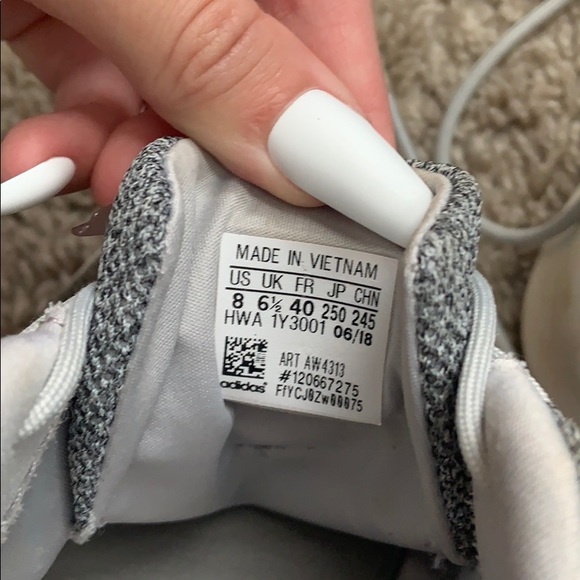 MADE IN VIETNAM
US UK FR JP CHN
8 6½ 40 250 245
HWA 1Y3001 06/18
ART AW4313
#120667275
adidas FfYCJ0Zw00075